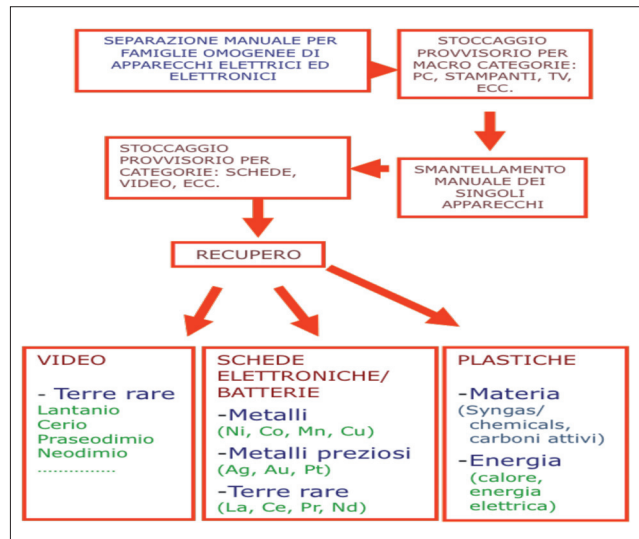 SEPARAZIONE MANUALE PER
FAMIGLIE OMOGENEE DI
APPARECCHI ELETTRICI ED
ELETTRONICI
STOCCAGGIO
PROVVISORIO PER
MACRO CATEGORIE:
PC, STAMPANTI, TV,
ECC.
SMANTELLAMENTO
MANUALE DEI
SINGOLI
APPARECCHI
STOCCAGGIO
PROVVISORIO PER
CATEGORIE: SCHEDE,
VIDEO, ECC.
RECUPERO
VIDEO
- Terre rare
Lantanio
Cerio
Praseodimio
Neodimio
...............
SCHEDE
ELETTRONICHE/
BATTERIE
-Metalli
(Ni, Co, Mn, Cu)
-Metalli preziosi
(Ag, Au, Pt)
-Terre rare
(La, Ce, Pr, Nd)
PLASTICHE
-Materia
(Syngas/
chemicals,
carboni attivi)
-Energia
(calore,
energia
elettrica)